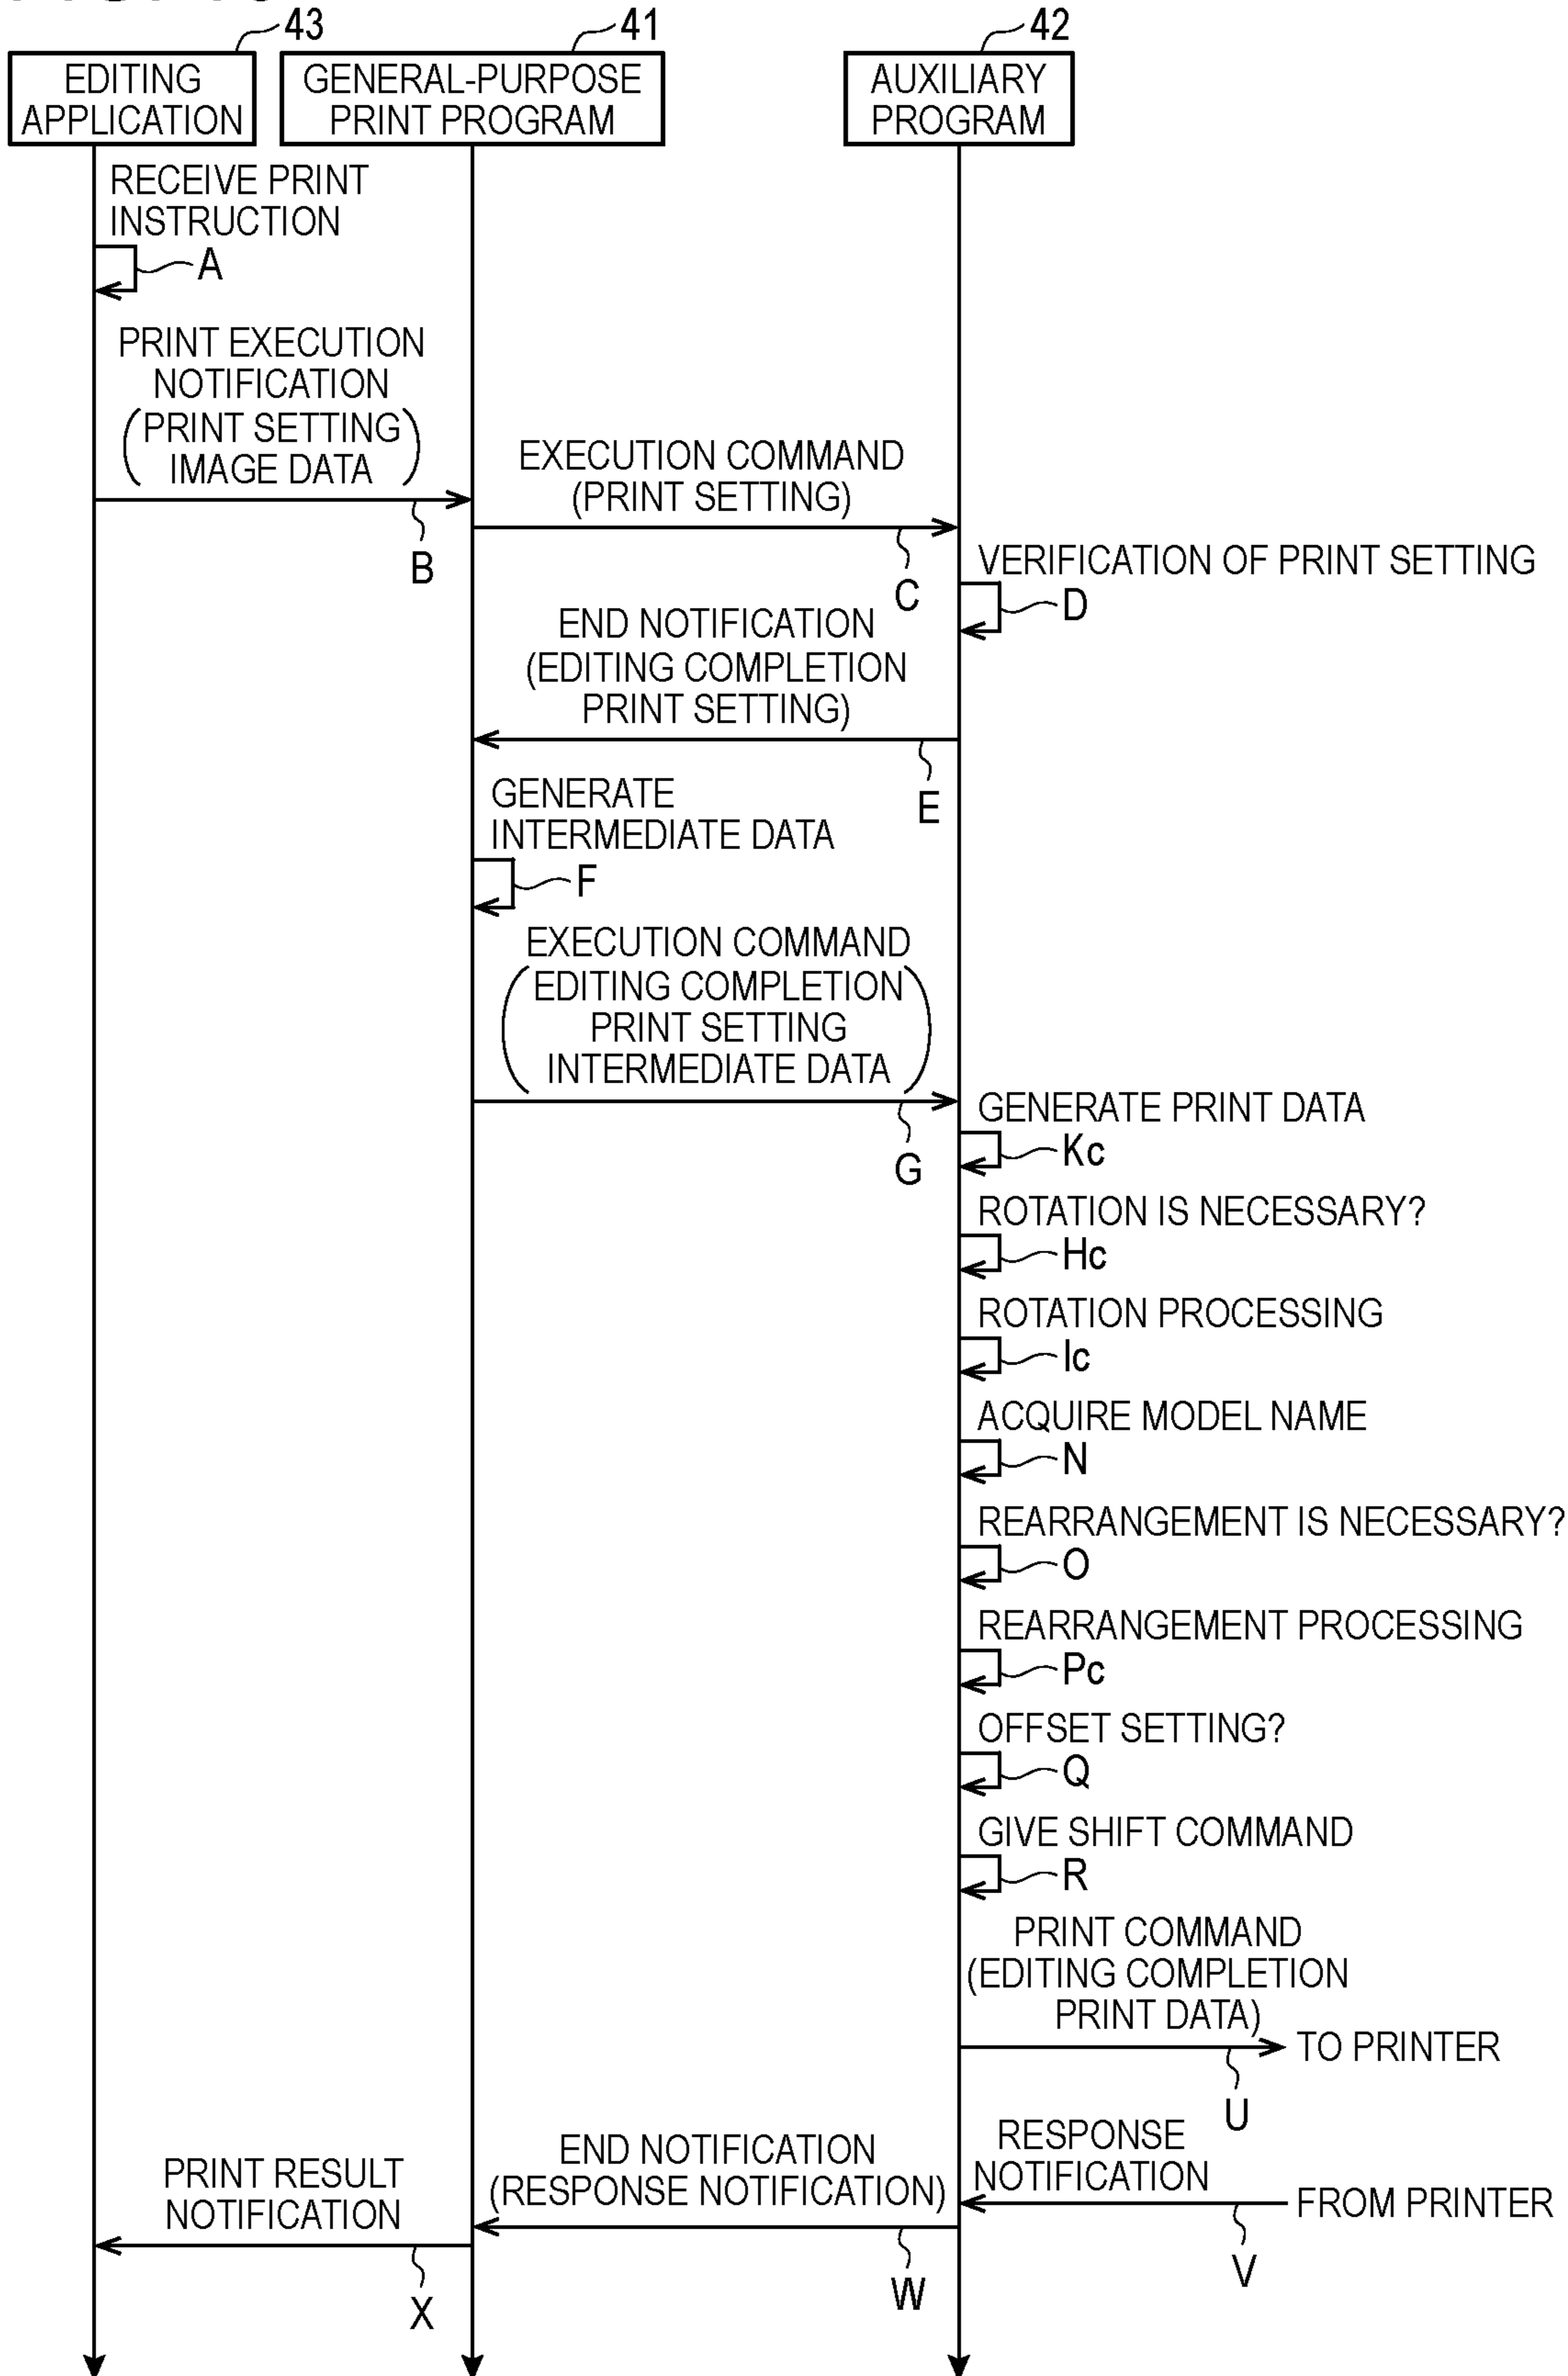 43
41
42
EDITING
APPLICATION
GENERAL-PURPOSE
PRINT PROGRAM
AUXILIARY
PROGRAM
RECEIVE PRINT
INSTRUCTION
A
PRINT EXECUTION
NOTIFICATION
(PRINT SETTING
IMAGE DATA)
B
EXECUTION COMMAND
(PRINT SETTING)
C
VERIFICATION OF PRINT SETTING
D
END NOTIFICATION
(EDITING COMPLETION
PRINT SETTING)
E
GENERATE
INTERMEDIATE DATA
F
EXECUTION COMMAND
(EDITING COMPLETION
PRINT SETTING
INTERMEDIATE DATA)
G
GENERATE PRINT DATA
Kc
ROTATION IS NECESSARY?
Hc
ROTATION PROCESSING
Ic
ACQUIRE MODEL NAME
N
REARRANGEMENT IS NECESSARY?
O
REARRANGEMENT PROCESSING
Pc
OFFSET SETTING?
Q
GIVE SHIFT COMMAND
R
PRINT COMMAND
(EDITING COMPLETION
PRINT DATA)
TO PRINTER
U
RESPONSE
NOTIFICATION
FROM PRINTER
V
END NOTIFICATION
(RESPONSE NOTIFICATION)
W
PRINT RESULT
NOTIFICATION
X